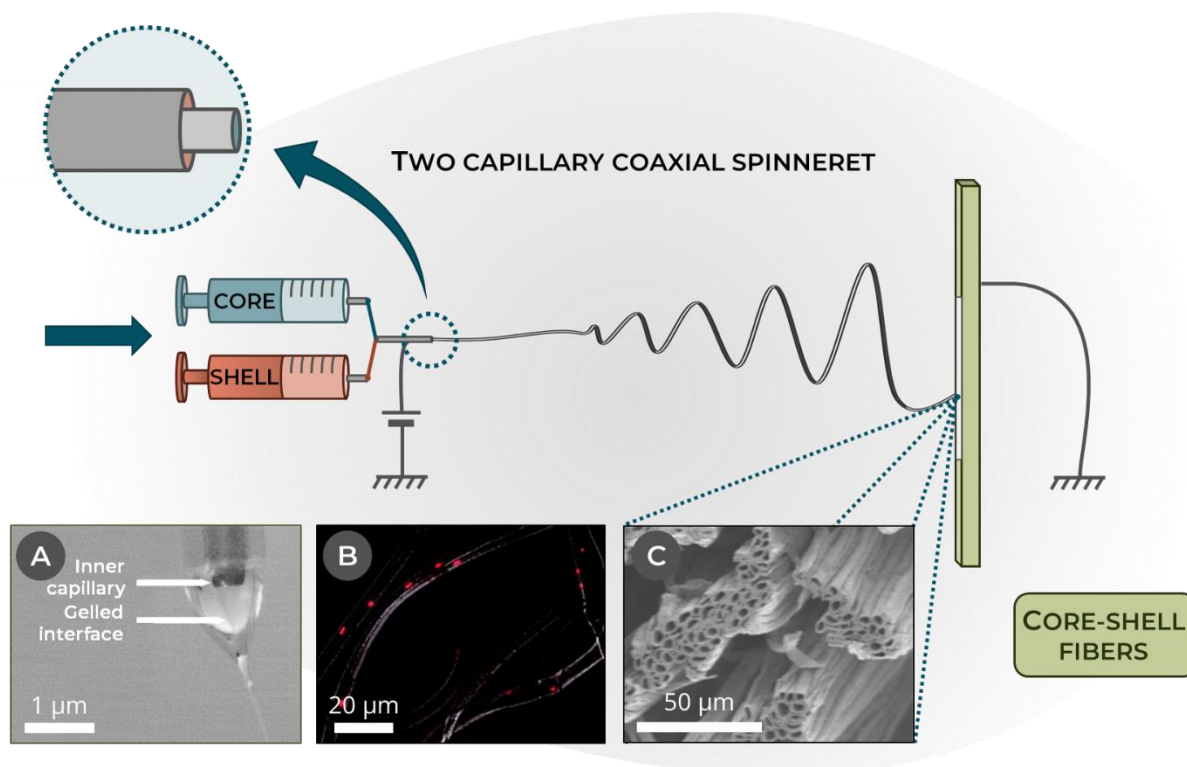 TWO CAPILLARY COAXIAL SPINNERET
CORE
SHELL
A
Inner
capillary
Gelled
interface
1 μm
B
20 μm
C
50 μm
CORE-SHELL
FIBERS